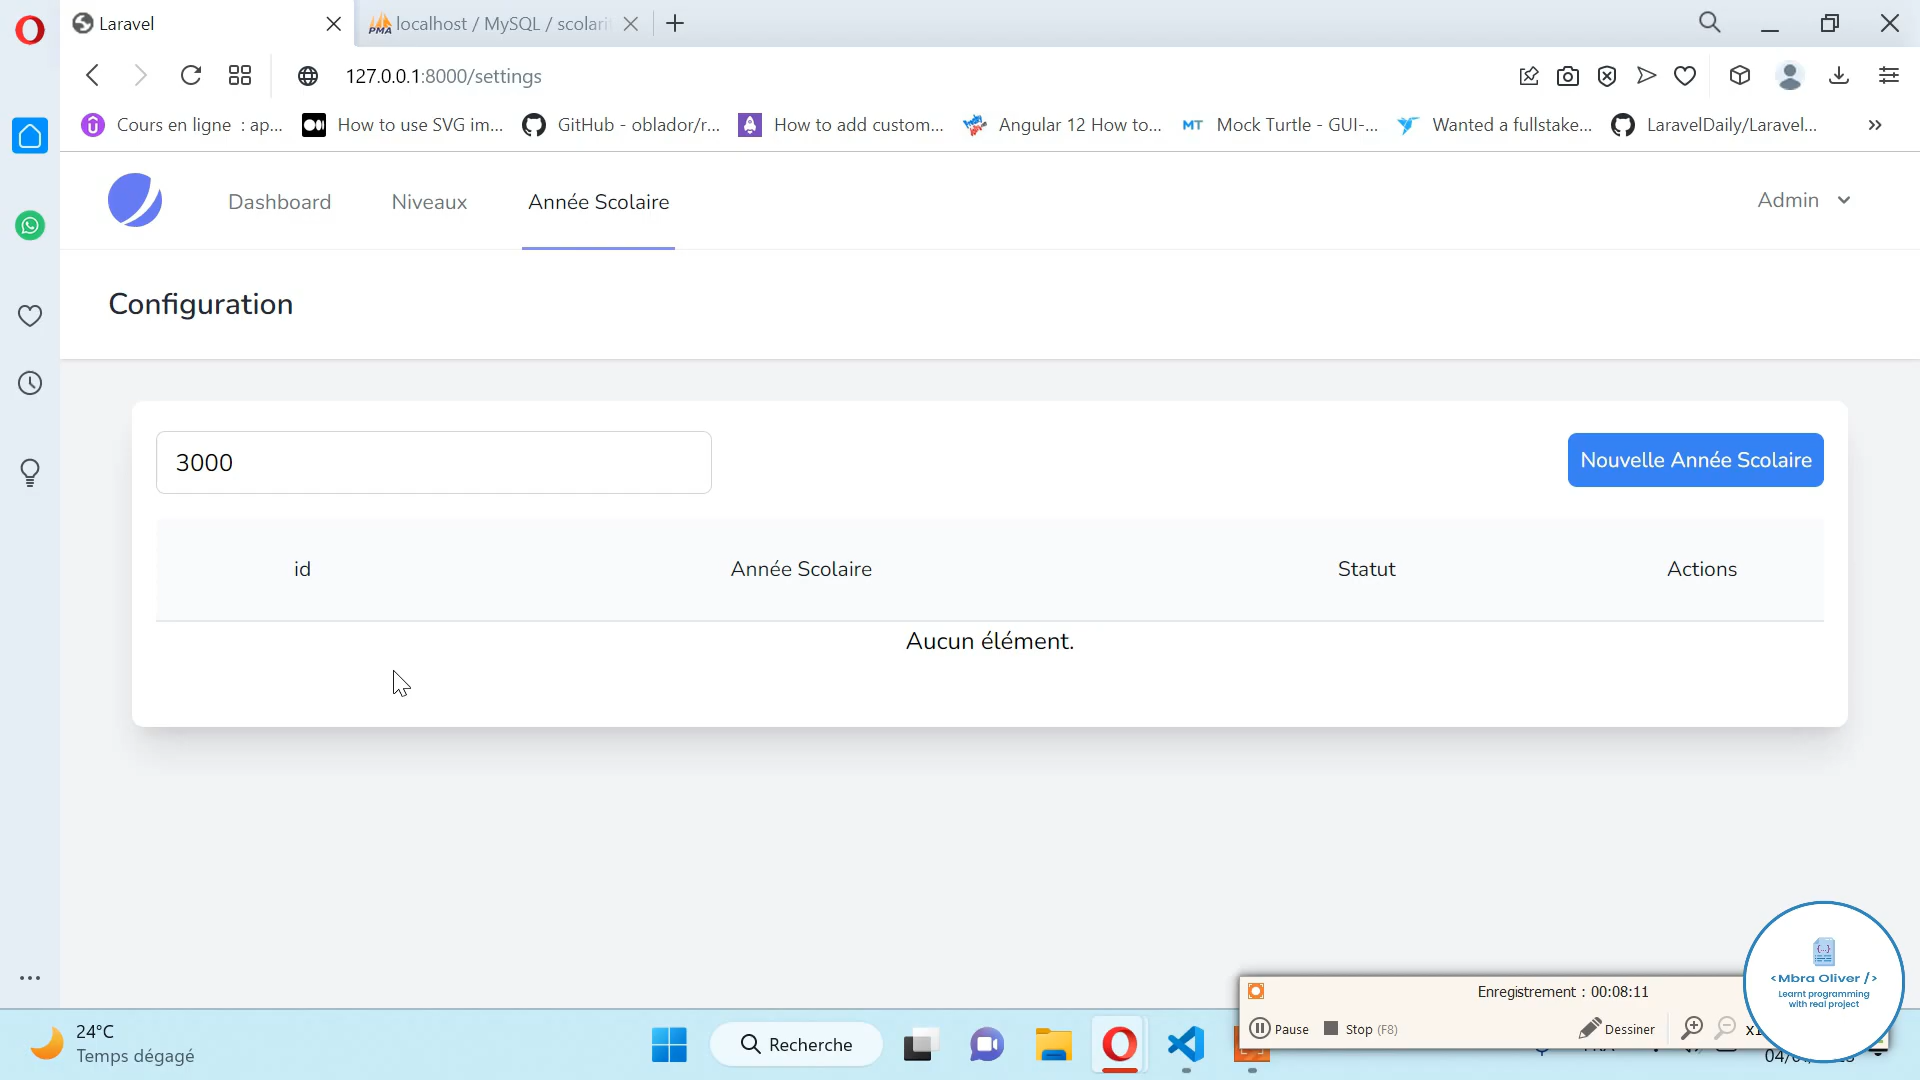 Laravel
localhost / MySQL / scolari
127.0.0.1:8000/settings
Cours en ligne : ap...
How to use SVG im...
GitHub - oblador/r...
How to add custom...
Angular 12 How to...
MT Mock Turtle - GUI-...
Wanted a fullstake...
LaravelDaily/Laravel...
Dashboard
Niveaux
Année Scolaire
Admin
Configuration
3000
Nouvelle Année Scolaire
id
Année Scolaire
Statut
Actions
Aucun élément.
Enregistrement : 00:08:11
Pause
Stop (F8)
Dessiner
<Mbra Oliver />
Learnt programming
with real project
24°C
Temps dégagé
Recherche